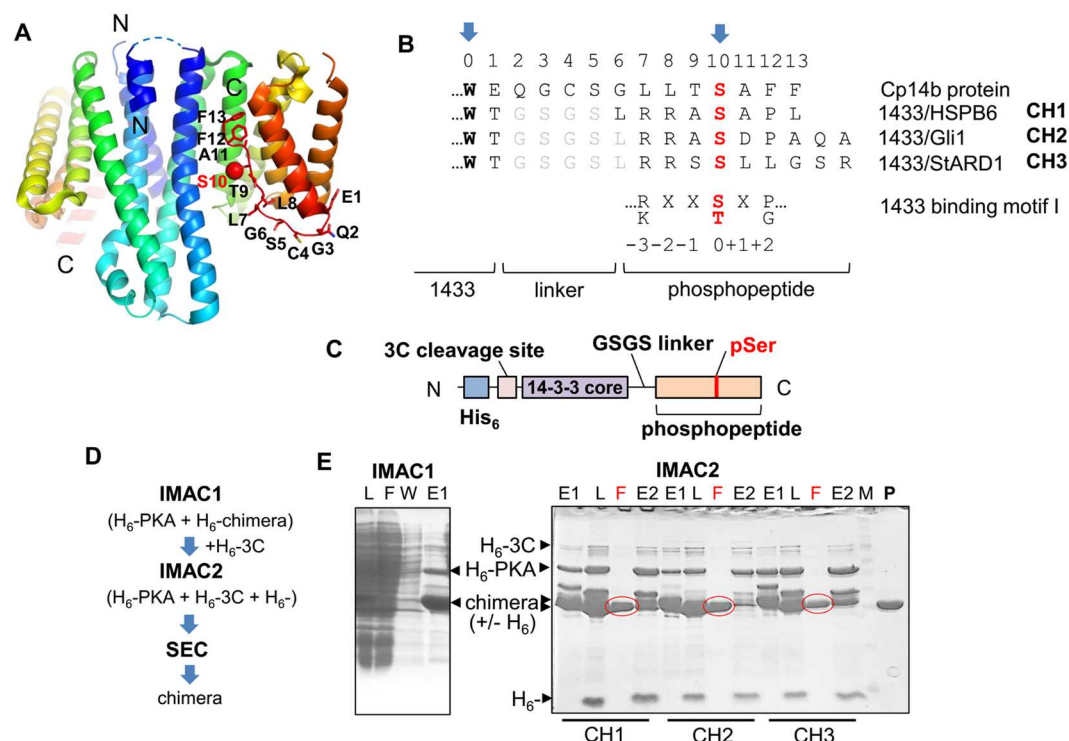 A
N
N
C
C
F13
F12
A11
S10
T9
L8
L7
G6
S5
C4
G3
Q2
E1
B
0 1 2 3 4 5 6 7 8 9 10 11 12 13
…W E Q G C S G L L T S A F F Cp14b protein
…W T G S G S L R R A S A P L 1433/HSPB6 CH1
…W T G S G S L R R A S D P A Q A 1433/Gli1 CH2
…W T G S G S L R R S S L L G S R 1433/StARD1 CH3
…R X X S X P… 1433 binding motif I
K T G
-3-2-1 0+1+2
1433 linker phosphopeptide
C
3C cleavage site GSGS linker pSer
N 14-3-3 core C
His6
phosphopeptide
D
IMAC1
(H6-PKA + H6-chimera)
+H6-3C
IMAC2
(H6-PKA + H6-3C + H6-)
SEC
chimera
E
IMAC1 IMAC2
L F W E1
E1 L F E2 E1 L F E2 E1 L F E2 M P
H6-3C
H6-PKA
chimera
(+/- H6)
H6-
CH1 CH2 CH3